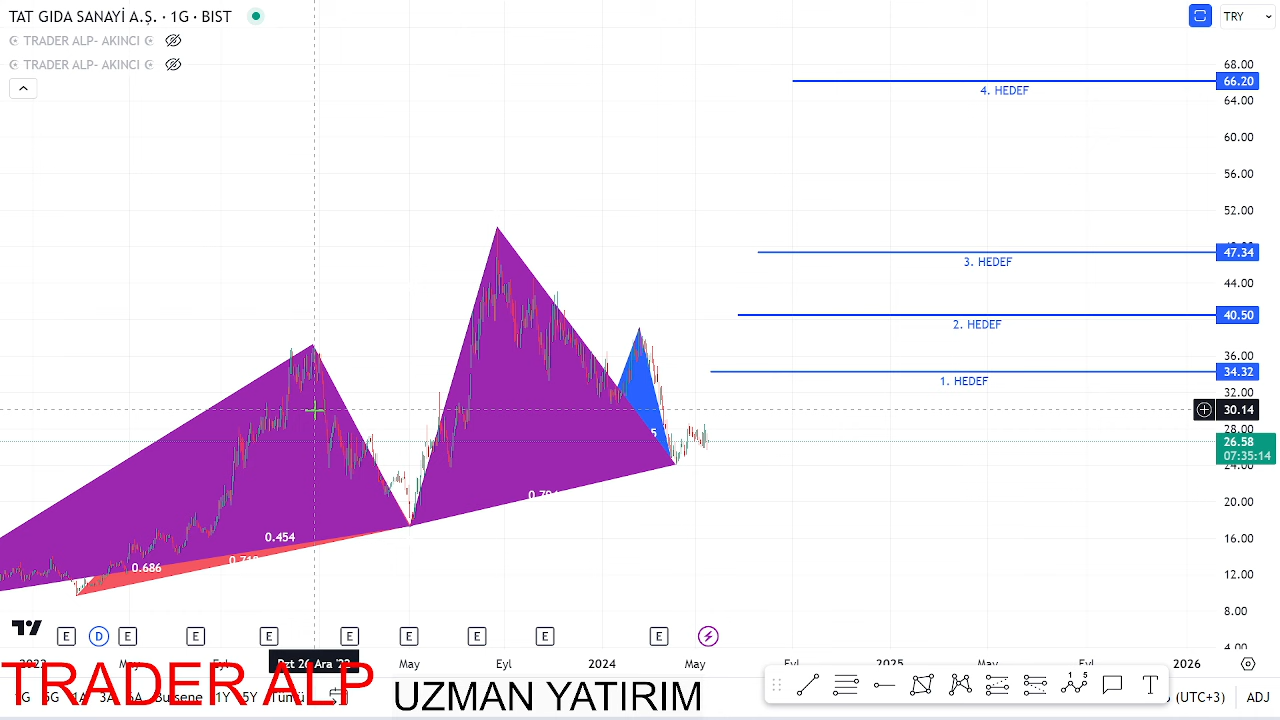 TAT GIDA SANAYİ A.Ş. · 1G · BIST
TRY
TRADER ALP- AKINCI
TRADER ALP- AKINCI
68.00
66.20
4. HEDEF
64.00
60.00
56.00
52.00
47.34
3. HEDEF
44.00
40.50
2. HEDEF
36.00
34.32
1. HEDEF
32.00
30.14
28.00
26.58
07:35:14
24.00
20.00
16.00
12.00
8.00
5
0.454
0.686
E D E E E E E E E E
May
Eyl
2024
May
Eyl
2025
May
Eyl
2026
TRADER ALP
UZMAN YATIRIM
(UTC+3)
ADJ